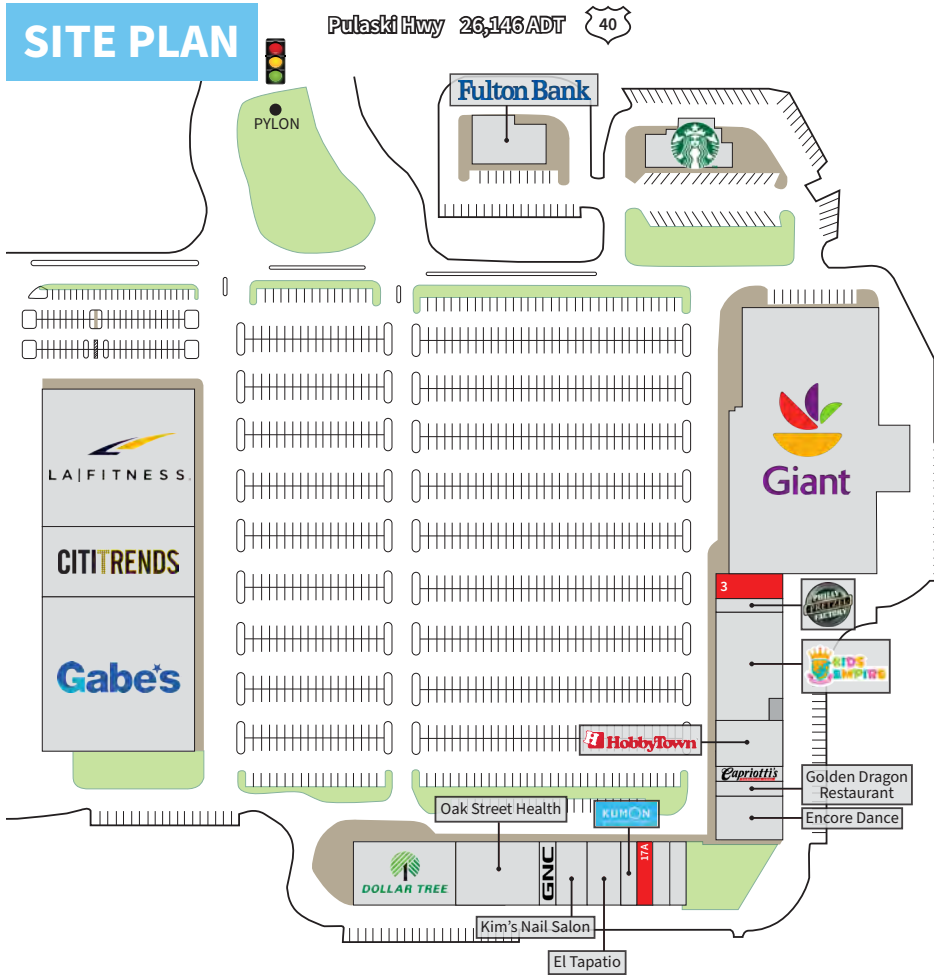 SITE PLAN
Pulaski Hwy 26,146 ADT
40
PYLON
Fulton Bank
LA|FITNESS.
CITITRENDS
Gabe's
Giant
3
PHILLY
PRETZEL
FACTORY
KIDS
EMPIRE
HobbyTown
Capriotti's
Golden Dragon
Restaurant
Encore Dance
Oak Street Health
KUMON
17A
DOLLAR TREE
GNC
Kim's Nail Salon
El Tapatio